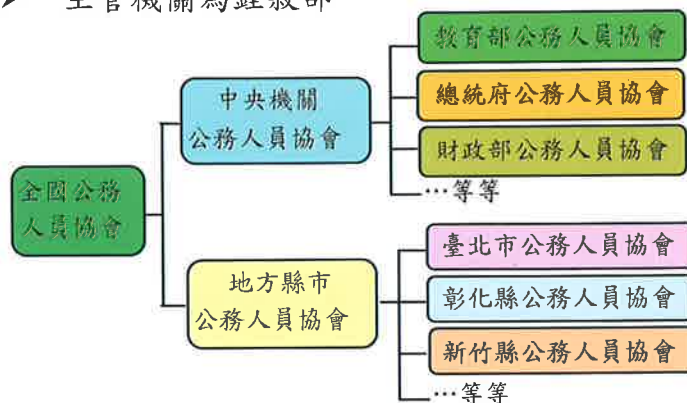 ➤ 主管機關為銓敘部
全國公務
人員協會
中央機關
公務人員協會
教育部公務人員協會
總統府公務人員協會
財政部公務人員協會
…等等
地方縣市
公務人員協會
臺北市公務人員協會
彰化縣公務人員協會
新竹縣公務人員協會
…等等